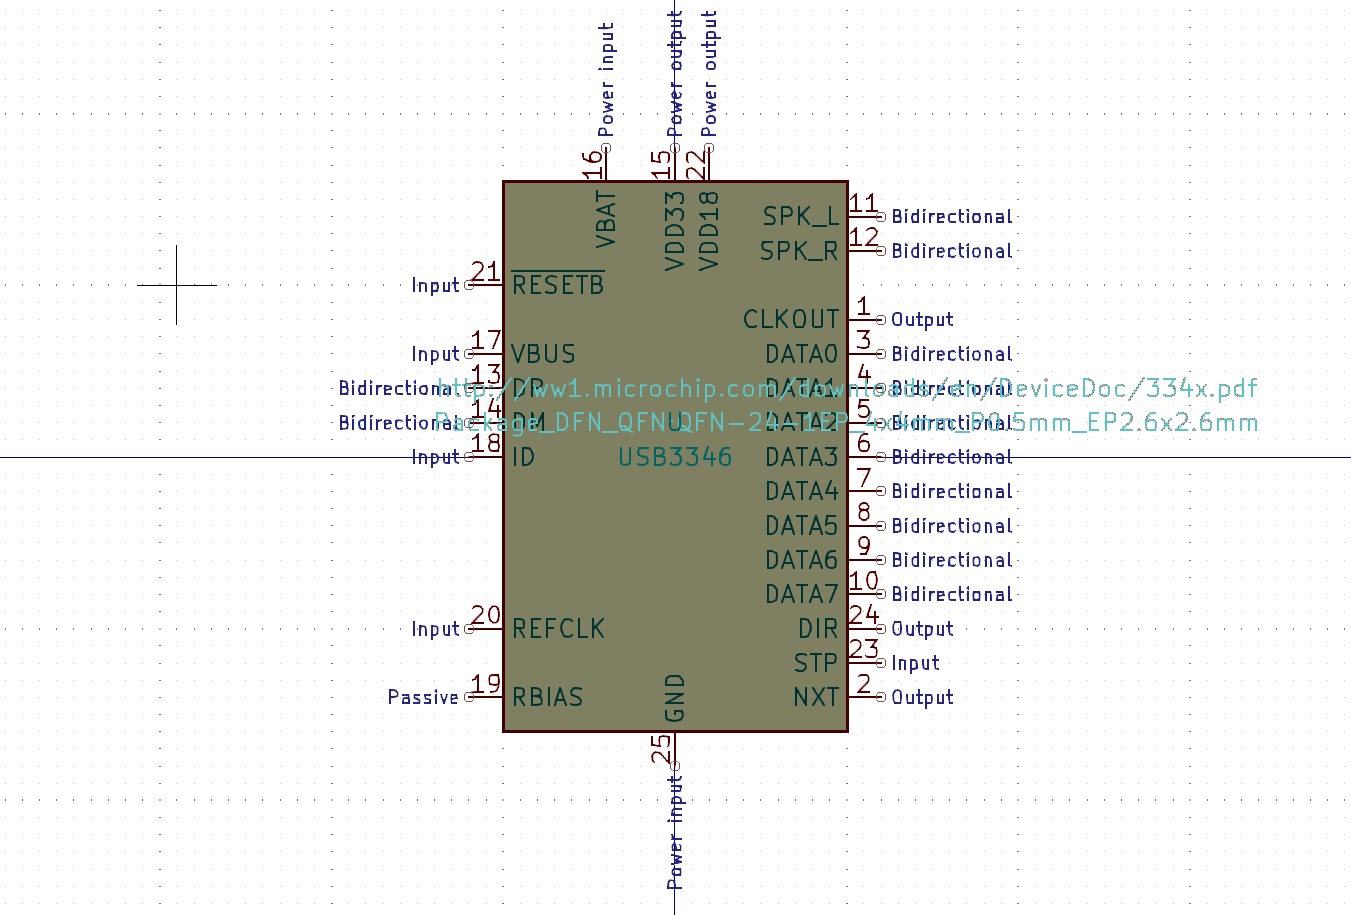 Power input
Power output
Power output
16
15
22
VBAT
VDD33
VDD18
SPK_L 11 Bidirectional
SPK_R 12 Bidirectional
Input 21 RESETB
CLKOUT 1 Output
Input 17 VBUS
DATA0 3 Bidirectional
Bidirectional 13 DP
DATA1 4 Bidirectional
http://ww1.microchip.com/downloads/en/DeviceDoc/334x.pdf
Bidirectional 14 DM
U
DATA2 5 Bidirectional
Package_DFN_QFN:QFN-24-1EP_4x4mm_P0.5mm_EP2.6x2.6mm
Input 18 ID
USB3346
DATA3 6 Bidirectional
DATA4 7 Bidirectional
DATA5 8 Bidirectional
DATA6 9 Bidirectional
DATA7 10 Bidirectional
Input 20 REFCLK
DIR 24 Output
STP 23 Input
Passive 19 RBIAS
NXT 2 Output
GND
25
Power input